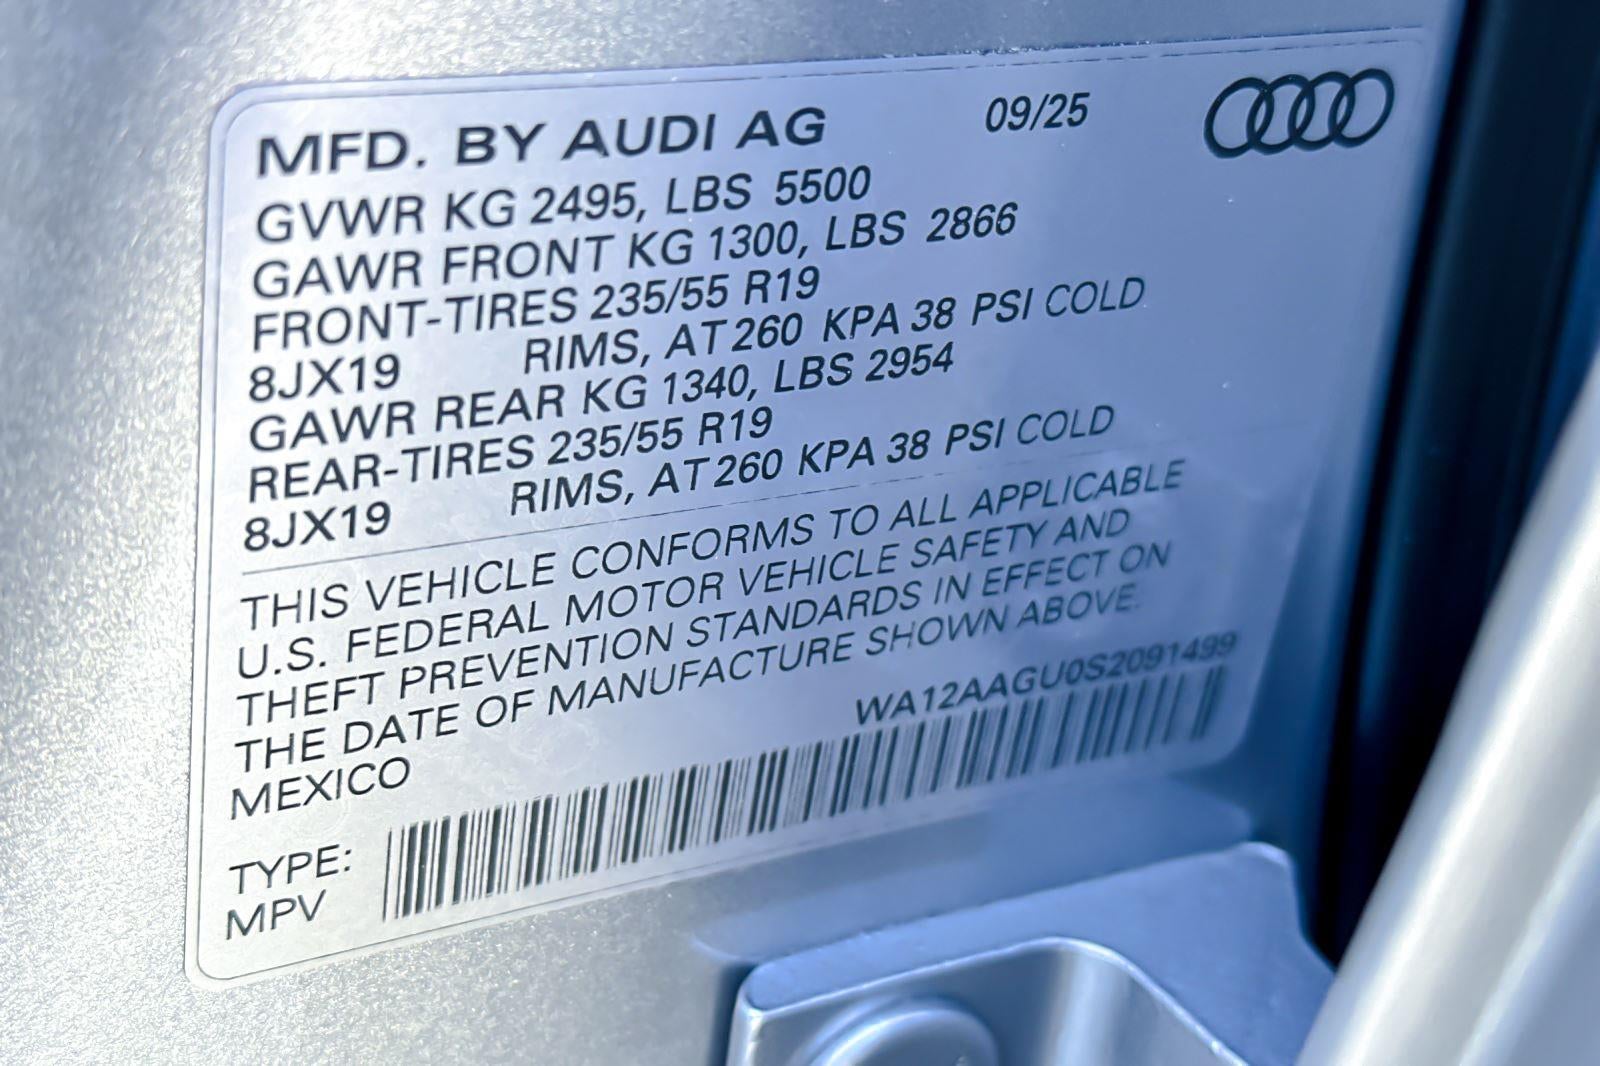 MFD. BY AUDI AG 09/25
GVWR KG 2495, LBS 5500
GAWR FRONT KG 1300, LBS 2866
FRONT-TIRES 235/55 R19
8JX19 RIMS, AT 260 KPA 38 PSI COLD
GAWR REAR KG 1340, LBS 2954
REAR-TIRES 235/55 R19
8JX19 RIMS, AT 260 KPA 38 PSI COLD
THIS VEHICLE CONFORMS TO ALL APPLICABLE
U.S. FEDERAL MOTOR VEHICLE SAFETY AND
THEFT PREVENTION STANDARDS IN EFFECT ON
THE DATE OF MANUFACTURE SHOWN ABOVE.
MEXICO
WA12AAGU0S2091499
TYPE:
MPV